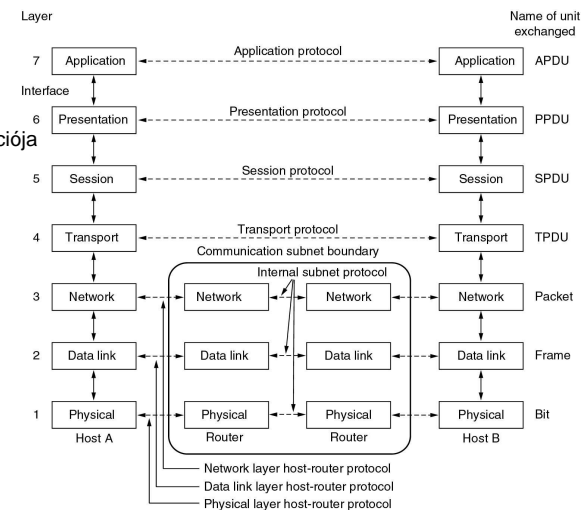 Layer
Name of unit
exchanged
7 Application Application protocol Application APDU
Interface
6 Presentation Presentation protocol Presentation PPDU
ciója
5 Session Session protocol Session SPDU
4 Transport Transport protocol Transport TPDU
Communication subnet boundary
Internal subnet protocol
3 Network Network Network Network Packet
2 Data link Data link Data link Data link Frame
1 Physical Physical Physical Physical Bit
Host A Router Router Host B
Network layer host-router protocol
Data link layer host-router protocol
Physical layer host-router protocol